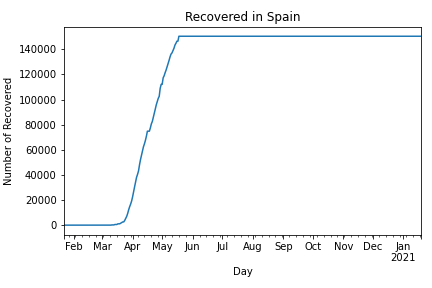 Recovered in Spain
Number of Recovered
140000
120000
100000
80000
60000
40000
20000
0
Feb Mar Apr May Jun Jul Aug Sep Oct Nov Dec Jan
2021
Day